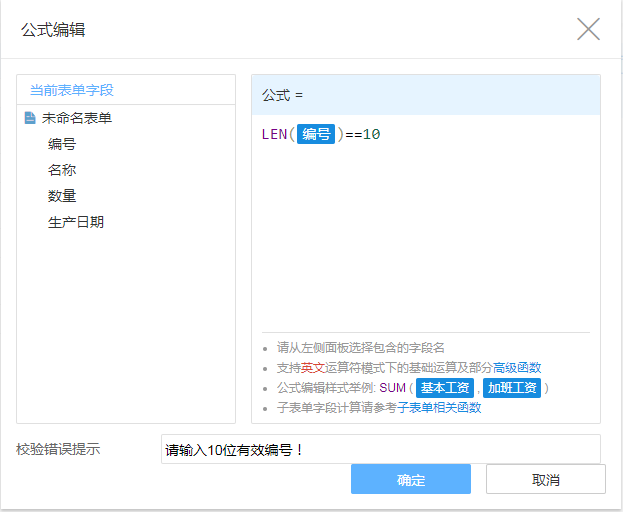 公式编辑
当前表单字段
未命名表单
编号
名称
数量
生产日期
公式 =
LEN(编号)==10
请从左侧面板选择包含的字段名
支持英文运算符模式下的基础运算及部分高级函数
公式编辑样式举例: SUM ( 基本工资 , 加班工资 )
子表单字段计算请参考子表单相关函数
校验错误提示
请输入10位有效编号！
确定
取消